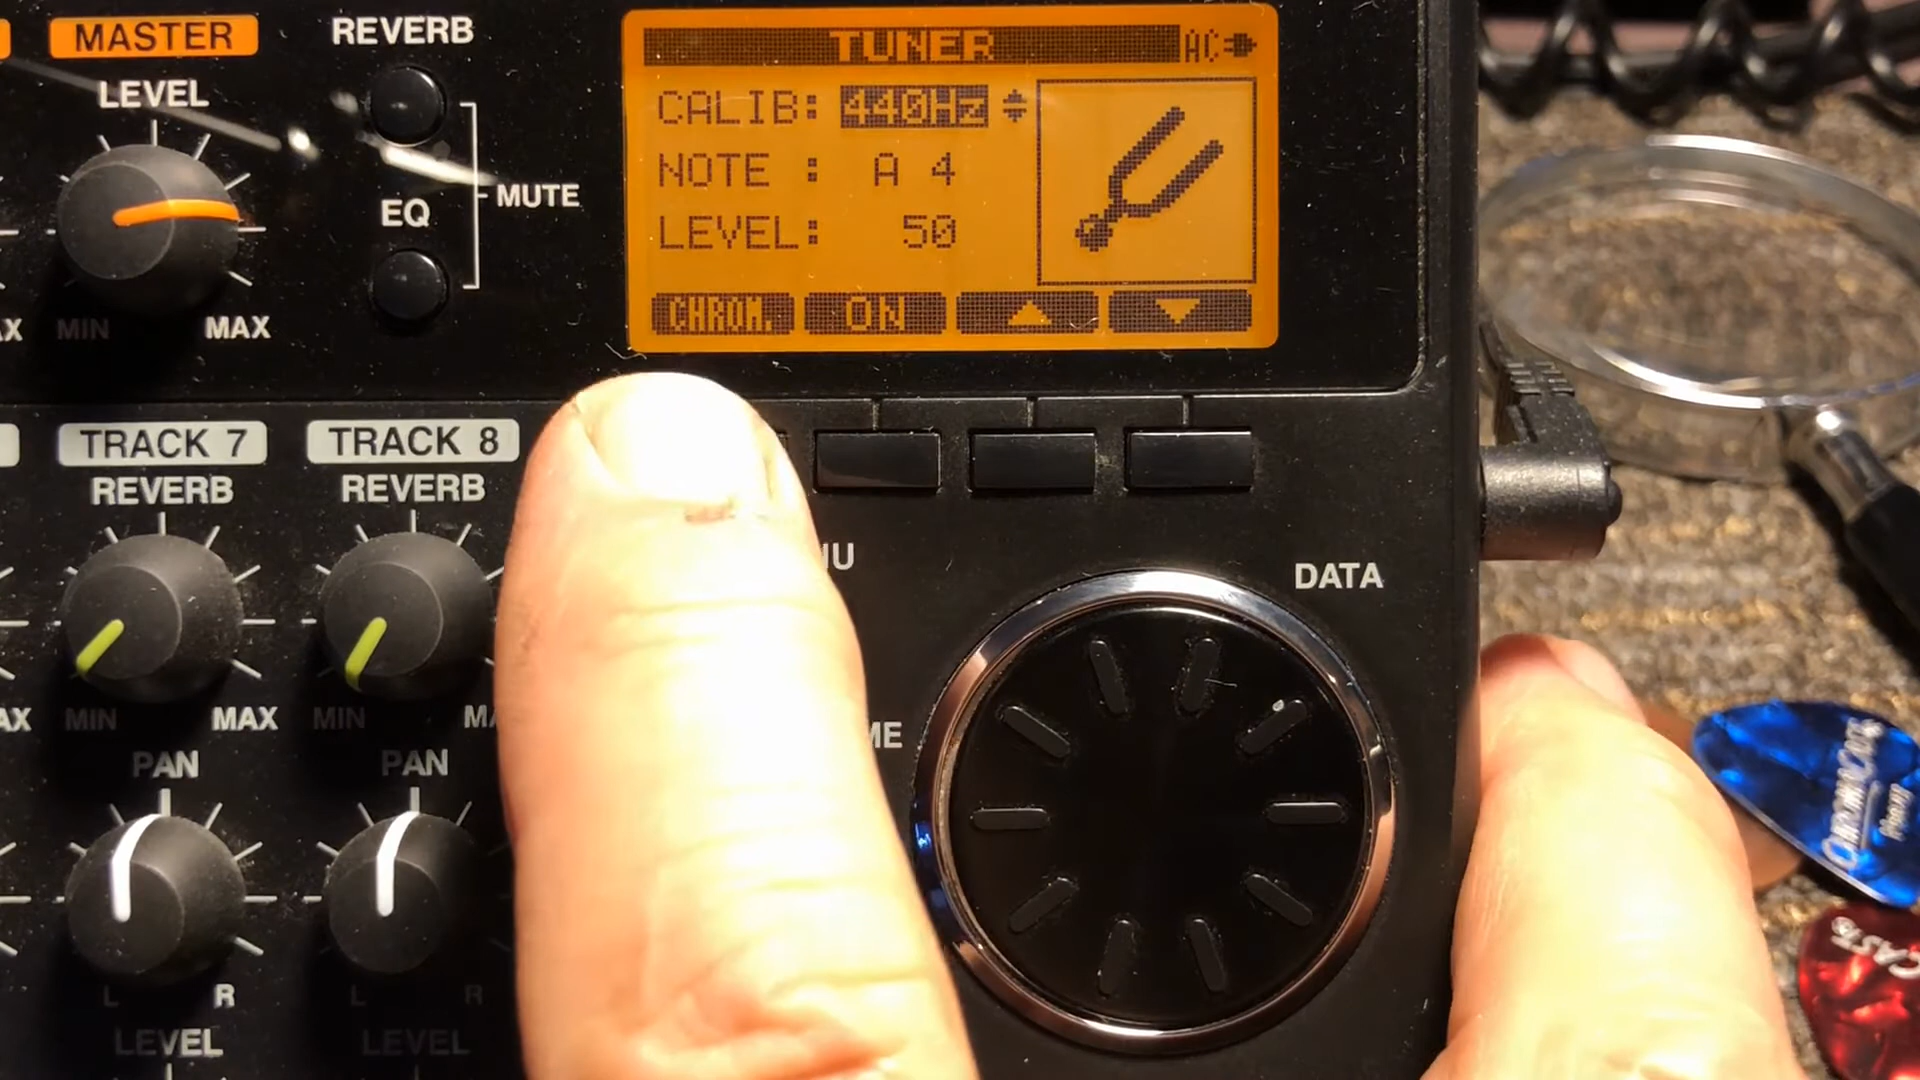 MASTER
LEVEL
MIN
MAX
REVERB
EQ
MUTE
TUNER
AC
CALIB: 440Hz
NOTE : A 4
LEVEL: 50
CHROM.
ON
TRACK 7
REVERB
MIN
MAX
PAN
L
R
LEVEL
TRACK 8
REVERB
MIN
PAN
L
R
LEVEL
DATA